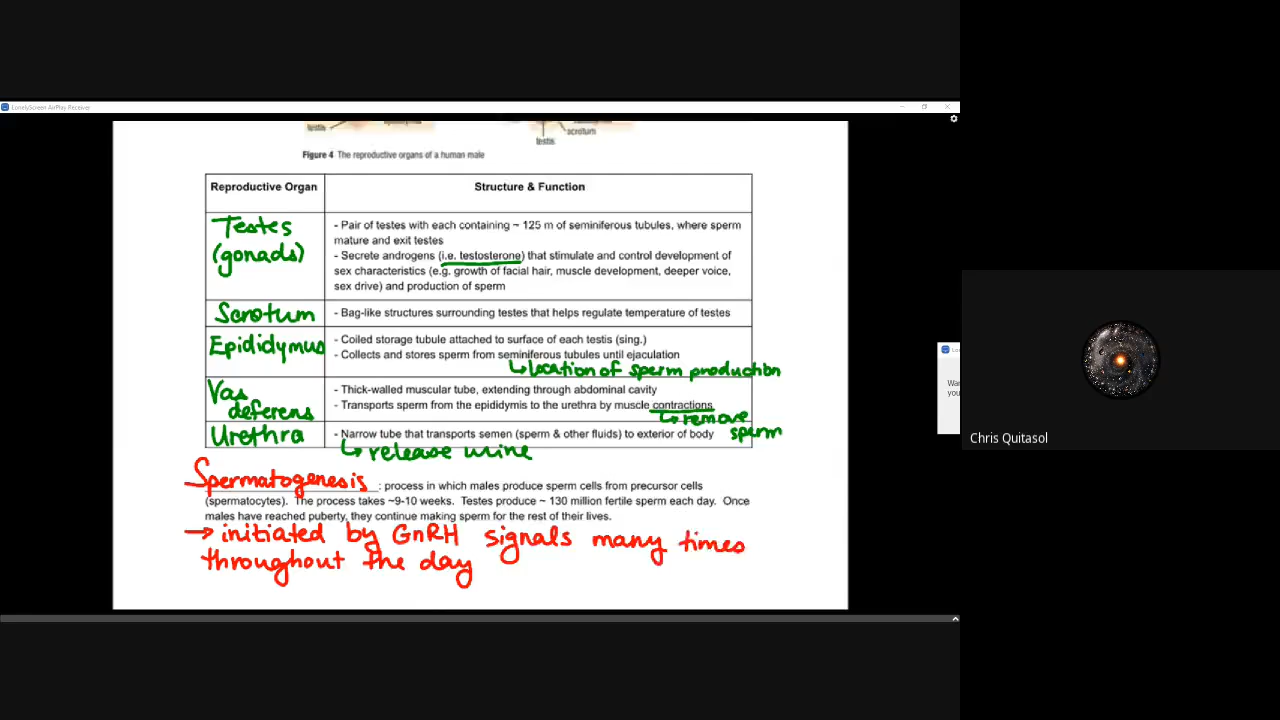 LonelyScreen AirPlay Receiver
testis
scrotum
testis
Figure 4 The reproductive organs of a human male
Reproductive Organ
Structure & Function
Testes
(gonads)
- Pair of testes with each containing ~ 125 m of seminiferous tubules, where sperm
mature and exit testes
- Secrete androgens (i.e. testosterone) that stimulate and control development of
sex characteristics (e.g. growth of facial hair, muscle development, deeper voice,
sex drive) and production of sperm
Scrotum
- Bag-like structures surrounding testes that helps regulate temperature of testes
Epididymus
- Coiled storage tubule attached to surface of each testis (sing.)
- Collects and stores sperm from seminiferous tubules until ejaculation
↳ location of sperm production
Vas
deferens
- Thick-walled muscular tube, extending through abdominal cavity
- Transports sperm from the epididymis to the urethra by muscle contractions
↳ remove
sperm
Urethra
- Narrow tube that transports semen (sperm & other fluids) to exterior of body
↳ release urine
Spermatogenesis : process in which males produce sperm cells from precursor cells
(spermatocytes). The process takes ~9-10 weeks. Testes produce ~ 130 million fertile sperm each day. Once
males have reached puberty, they continue making sperm for the rest of their lives.
→ initiated by GnRH signals many times
throughout the day
Chris Quitasol